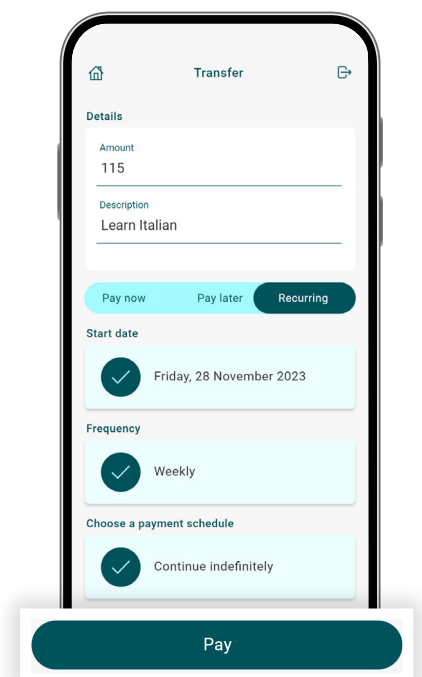 Transfer
Details
Amount
115
Description
Learn Italian
Pay now Pay later Recurring
Start date
Friday, 28 November 2023
Frequency
Weekly
Choose a payment schedule
Continue indefinitely
Pay